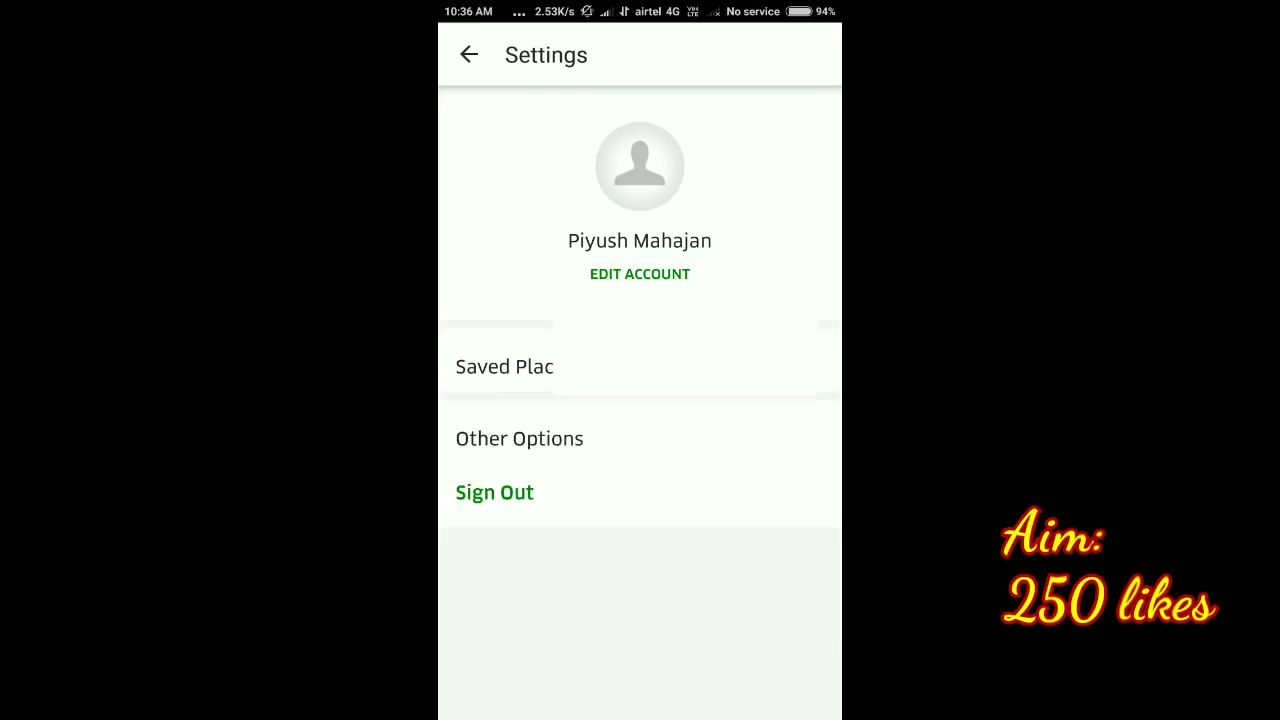 10:36 AM ... 2.53K/s airtel 4G VoLTE No service 94%
Settings
Piyush Mahajan
EDIT ACCOUNT
Saved Plac
Other Options
Sign Out
Aim:
250 likes